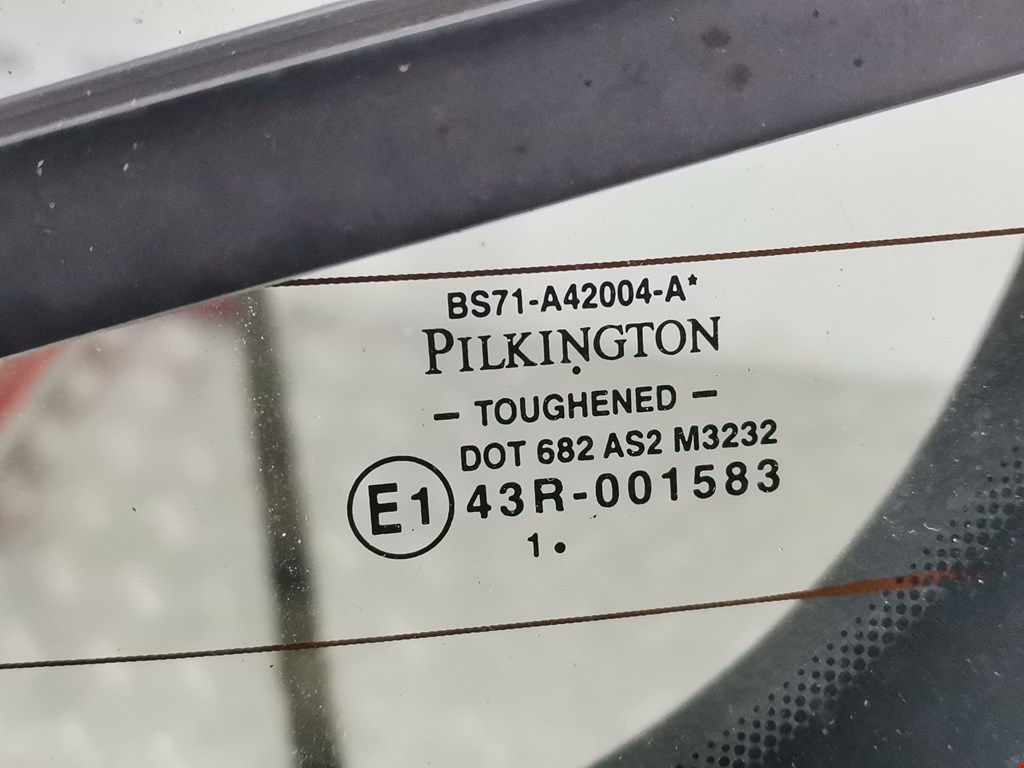 BS71-A42004-A*
PILKINGTON
- TOUGHENED -
DOT 682 AS2 M3232
E1 43R-001583
1 •